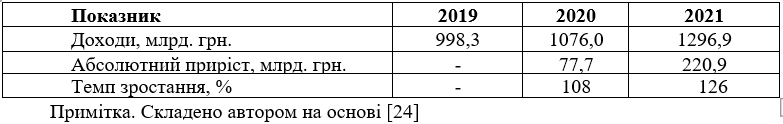 Показник 2019 2020 2021
Доходи, млрд. грн. 998,3 1076,0 1296,9
Абсолютний приріст, млрд. грн. - 77,7 220,9
Темп зростання, % - 108 126
Примітка. Складено автором на основі [24]